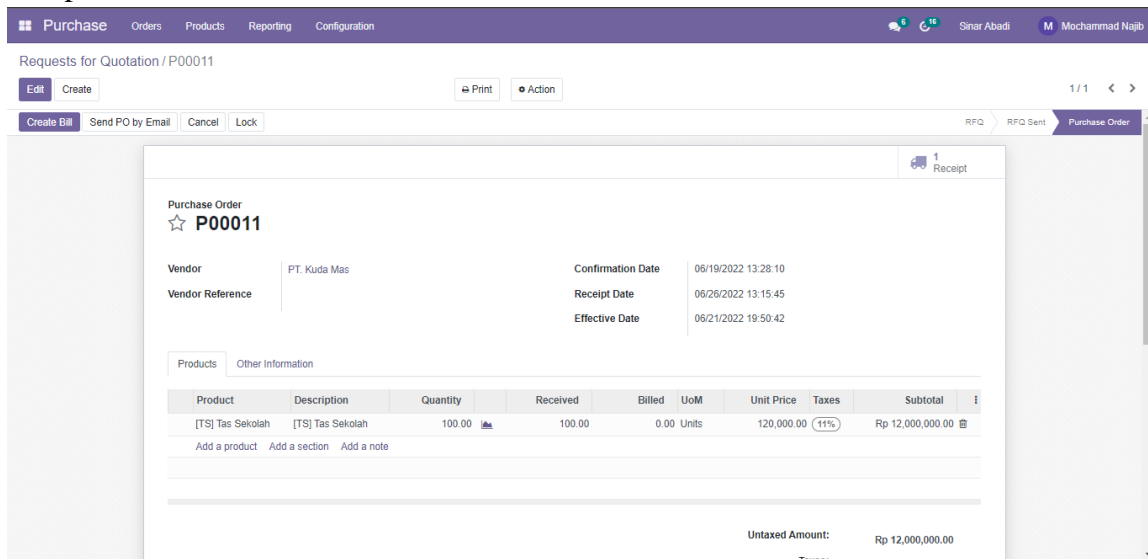 Purchase Orders Products Reporting Configuration 6 16 Sinar Abadi M Mochammad Najib
Requests for Quotation / P00011
Edit Create Print Action 1 / 1
Create Bill Send PO by Email Cancel Lock RFQ RFQ Sent Purchase Order
1
Receipt
Purchase Order
P00011
Vendor PT. Kuda Mas Confirmation Date 06/19/2022 13:28:10
Vendor Reference Receipt Date 06/26/2022 13:15:45
Effective Date 06/21/2022 19:50:42
Products Other Information
Product Description Quantity Received Billed UoM Unit Price Taxes Subtotal
[TS] Tas Sekolah [TS] Tas Sekolah 100.00 100.00 0.00 Units 120,000.00 11% Rp 12,000,000.00
Add a product Add a section Add a note
Untaxed Amount: Rp 12,000,000.00